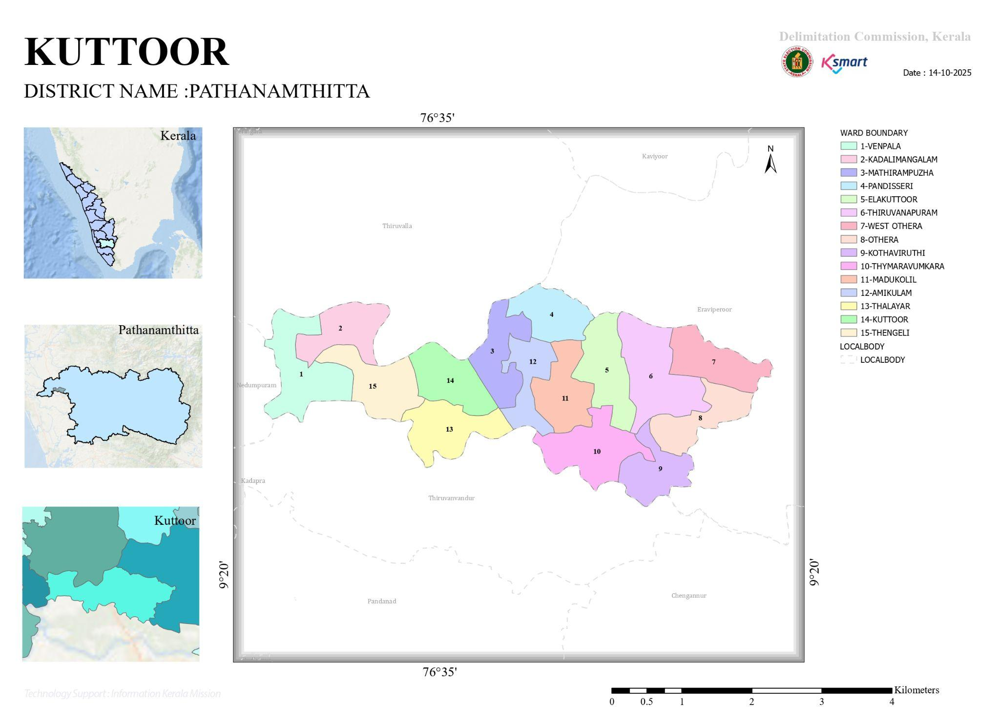 KUTTOOR
DISTRICT NAME :PATHANAMTHITTA
Delimitation Commission, Kerala
STATE ELECTION COMMISSION
KERALA
Ksmart
Date : 14-10-2025
Kerala
Pathanamthitta
Kuttoor
76°35'
N
Kaviyoor
Thiruvalla
Eraviperoor
Nedumpuram
Kadapra
Thiruvanvandur
Pandanad
Chengannur
1
2
3
4
5
6
7
8
9
10
11
12
13
14
15
9°20'
9°20'
76°35'
WARD BOUNDARY
1-VENPALA
2-KADALIMANGALAM
3-MATHIRAMPUZHA
4-PANDISSERI
5-ELAKUTTOOR
6-THIRUVANAPURAM
7-WEST OTHERA
8-OTHERA
9-KOTHAVIRUTHI
10-THYMARAVUMKARA
11-MADUKOLIL
12-AMIKULAM
13-THALAYAR
14-KUTTOOR
15-THENGELI
LOCALBODY
LOCALBODY
Technology Support : Information Kerala Mission
Kilometers
0 0.5 1 2 3 4